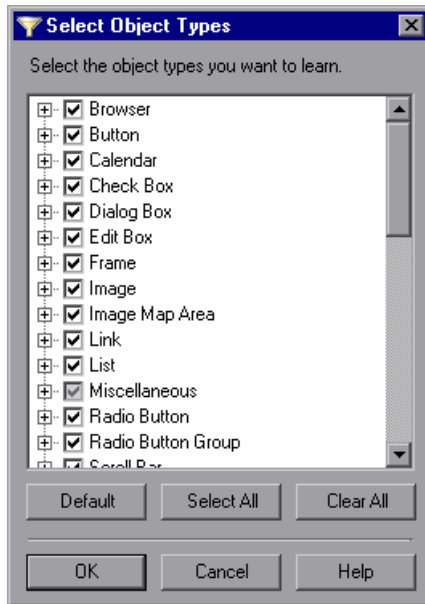 Select Object Types
Select the object types you want to learn.
Browser
Button
Calendar
Check Box
Dialog Box
Edit Box
Frame
Image
Image Map Area
Link
List
Miscellaneous
Radio Button
Radio Button Group
Scroll Bar
Default Select All Clear All
OK Cancel Help